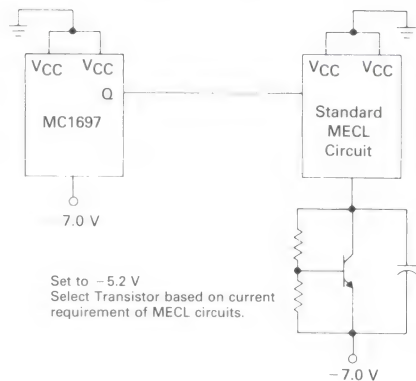 VCC VCC
Q
MC1697
7.0 V
VCC VCC
Standard
MECL
Circuit
Set to −5.2 V
Select Transistor based on current
requirement of MECL circuits.
−7.0 V